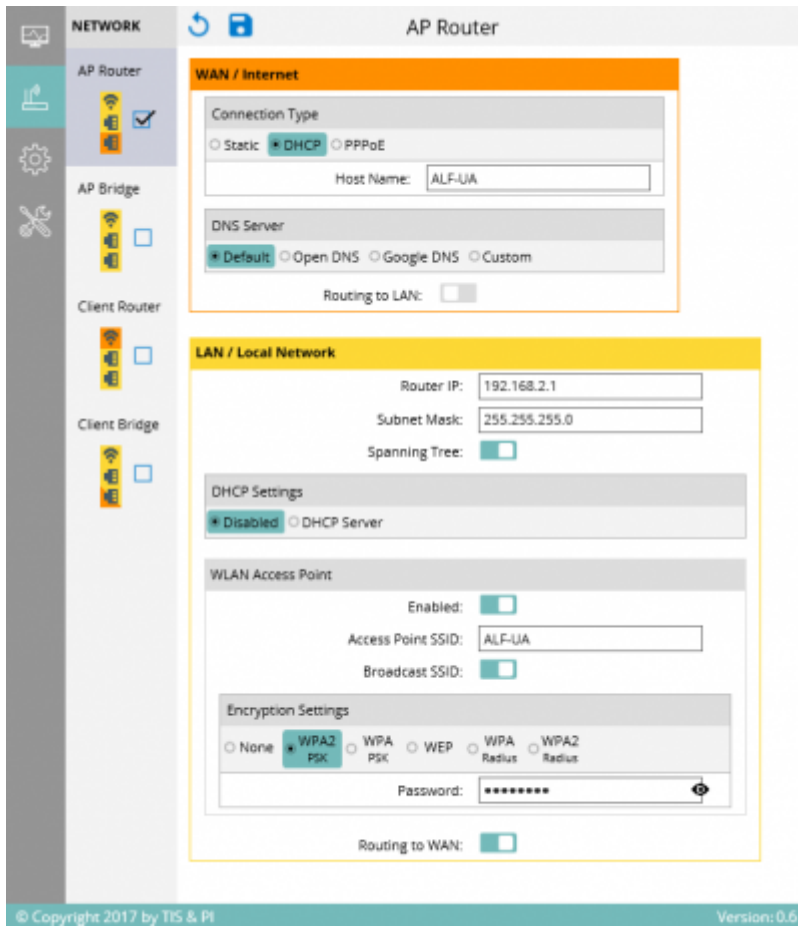 NETWORK
AP Router
AP Router
AP Bridge
Client Router
Client Bridge
WAN / Internet
Connection Type
Static DHCP PPPoE
Host Name: ALF-UA
DNS Server
Default Open DNS Google DNS Custom
Routing to LAN:
LAN / Local Network
Router IP: 192.168.2.1
Subnet Mask: 255.255.255.0
Spanning Tree:
DHCP Settings
Disabled DHCP Server
WLAN Access Point
Enabled:
Access Point SSID: ALF-UA
Broadcast SSID:
Encryption Settings
None WPA2 PSK WPA PSK WEP WPA Radius WPA2 Radius
Password: ••••••••
Routing to WAN:
© Copyright 2017 by TIS & PI Version: 0.6